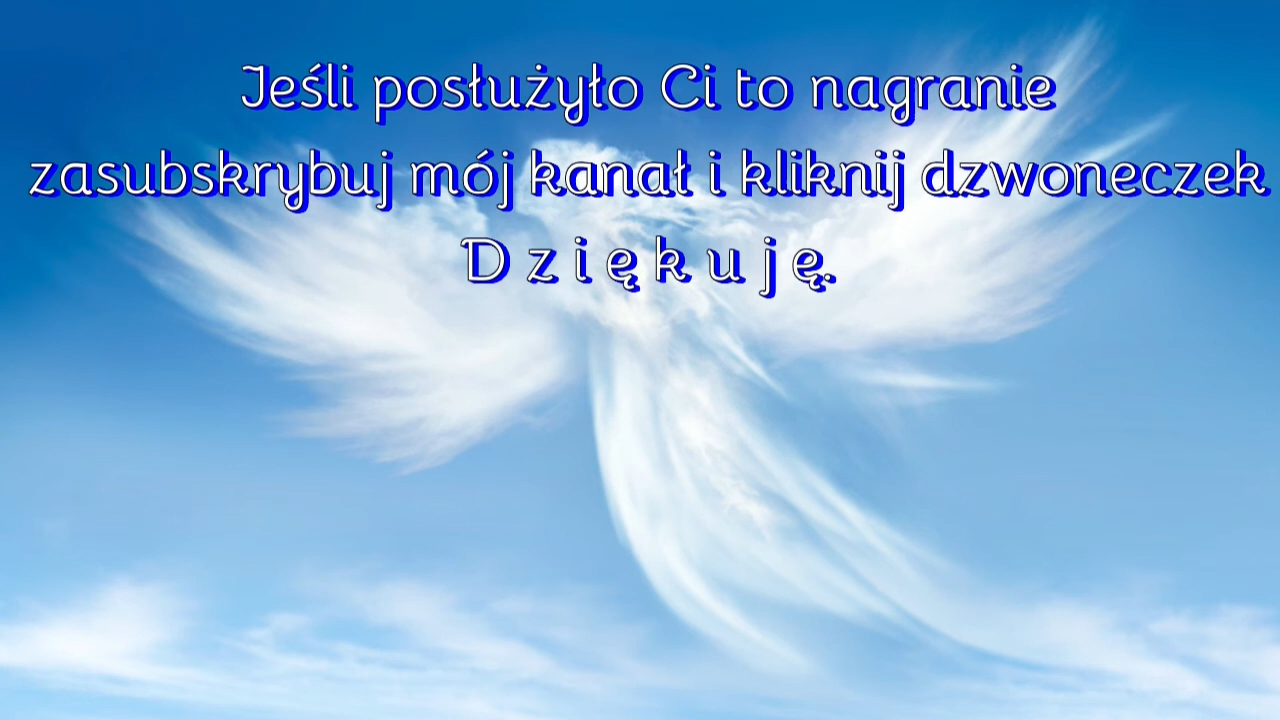 Jeśli posłużyło Ci to nagranie
zasubskrybuj mój kanał i kliknij dzwoneczek
D z i ę k u j ę.